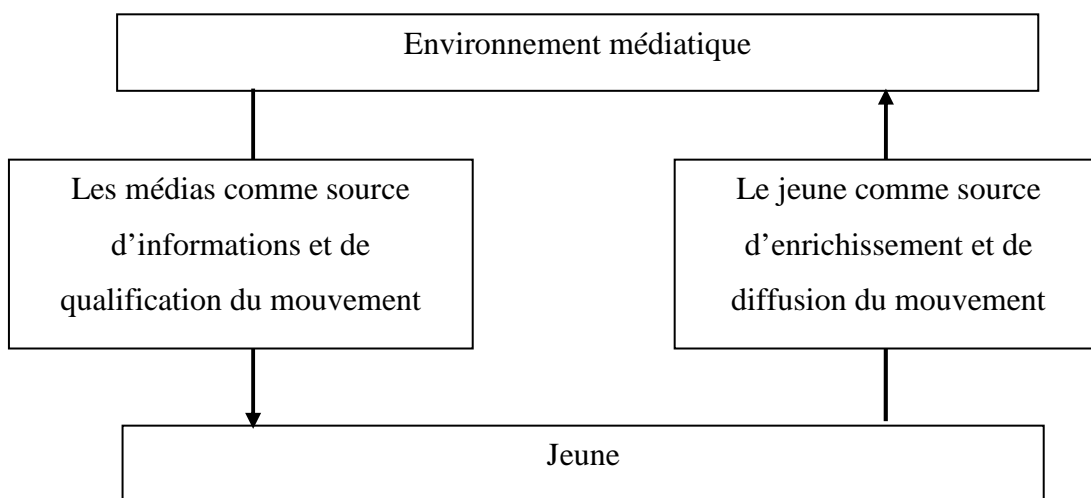 Environnement médiatique
Les médias comme source
d’informations et de
qualification du mouvement
Le jeune comme source
d’enrichissement et de
diffusion du mouvement
Jeune